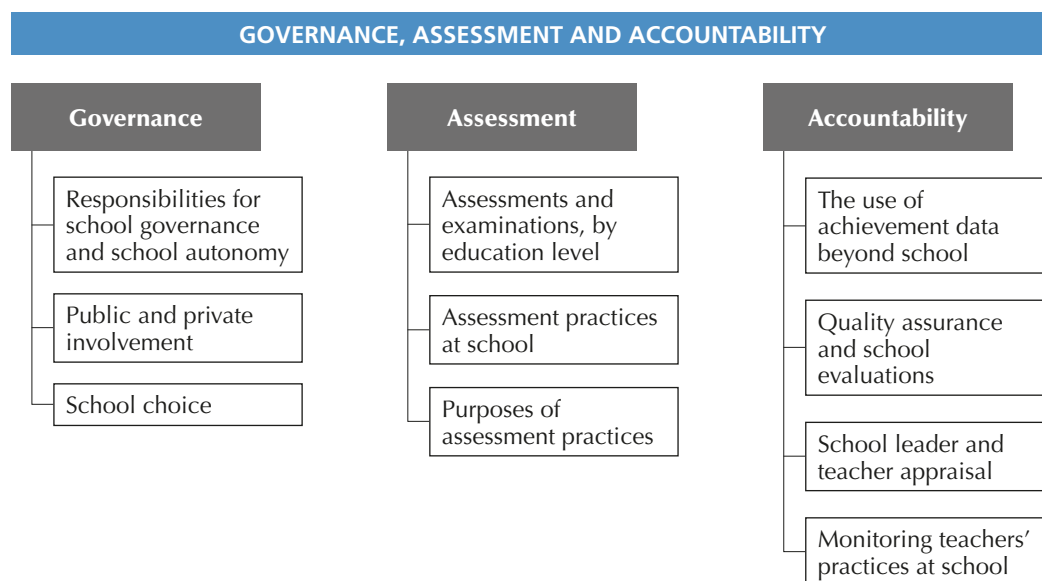 GOVERNANCE, ASSESSMENT AND ACCOUNTABILITY
Governance
Responsibilities for
school governance
and school autonomy
Public and private
involvement
School choice
Assessment
Assessments and
examinations, by
education level
Assessment practices
at school
Purposes of
assessment practices
Accountability
The use of
achievement data
beyond school
Quality assurance
and school
evaluations
School leader and
teacher appraisal
Monitoring teachers’
practices at school